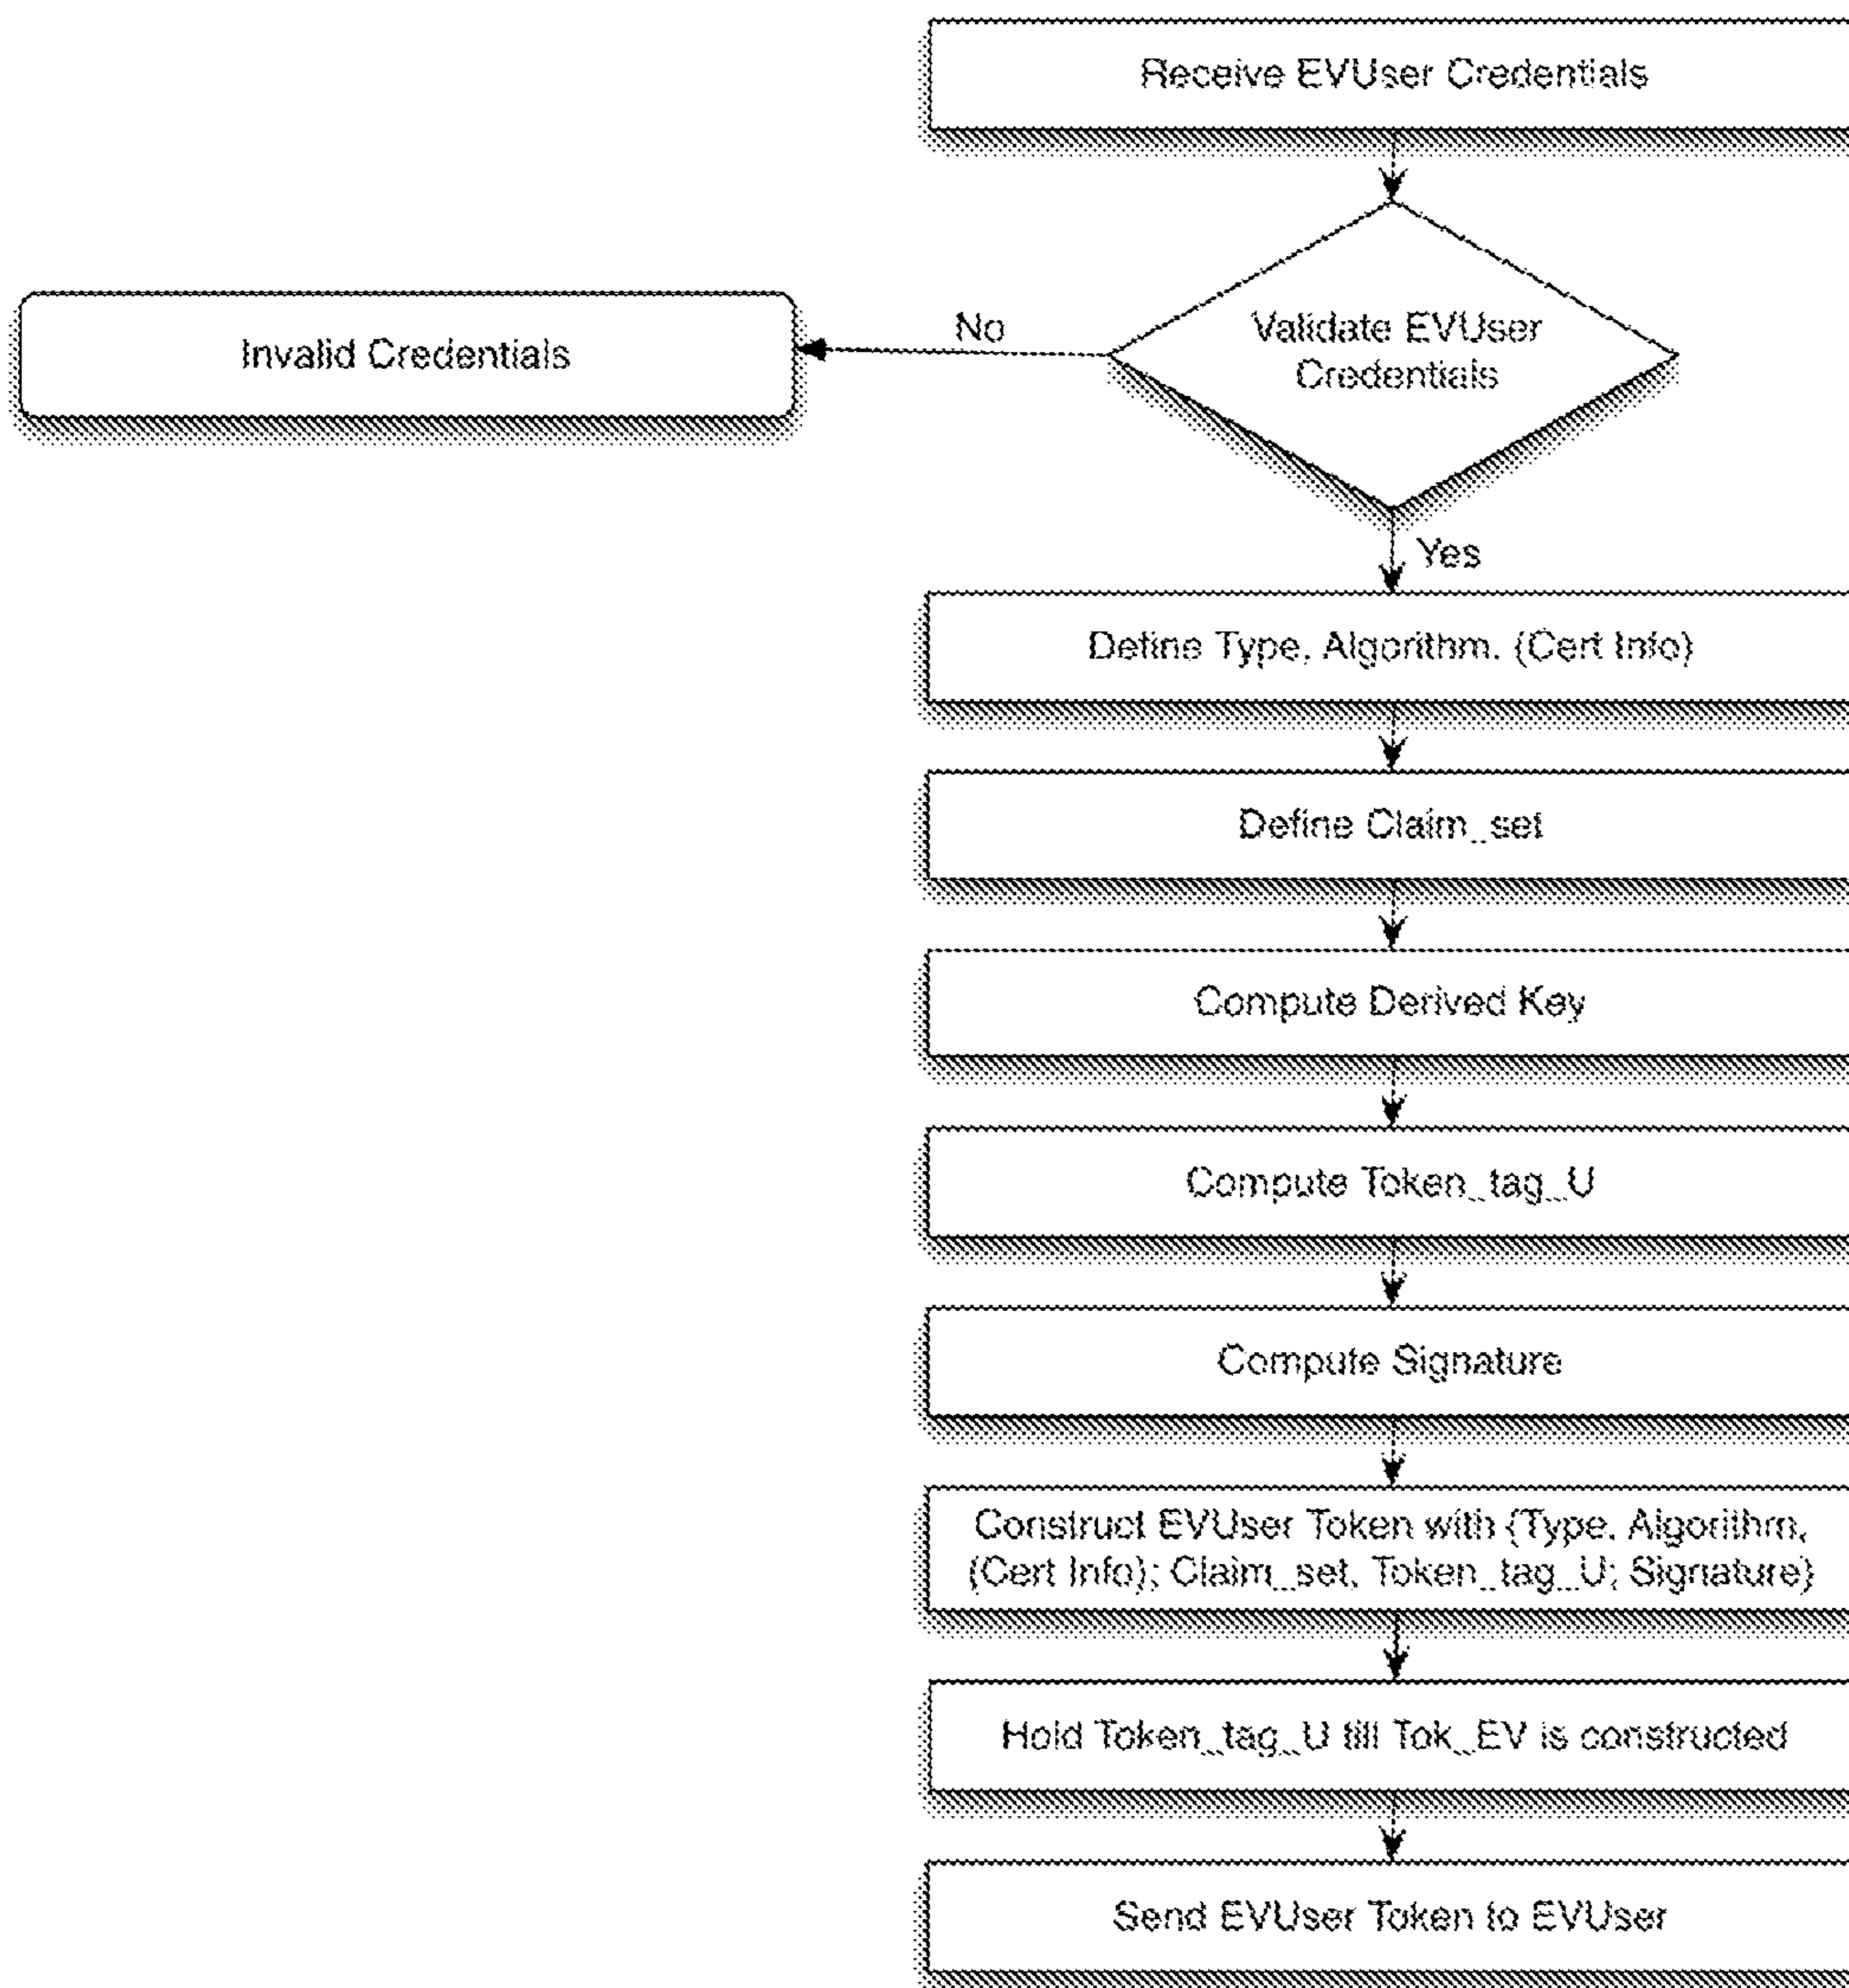 Receive EVUser Credentials
No
Invalid Credentials
Validate EVUser
Credentials
Yes
Define Type, Algorithm, (Cert Info)
Define Claim_set
Compute Derived Key
Compute Token_tag_U
Compute Signature
Construct EVUser Token with {Type, Algorithm,
(Cert Info); Claim_set, Token_tag_U; Signature}
Hold Token_tag_U till Tok_EV is constructed
Send EVUser Token to EVUser